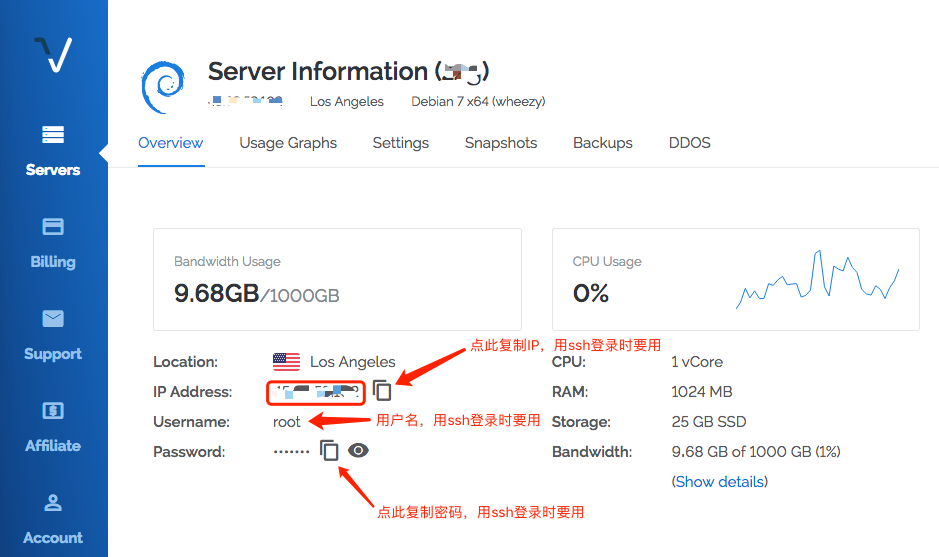 Server Information (
)
Los Angeles
Debian 7 x64 (wheezy)
Overview
Usage Graphs
Settings
Snapshots
Backups
DDOS
Servers
Billing
Support
Affiliate
Account
Bandwidth Usage
9.68GB/1000GB
CPU Usage
0%
点此复制IP，用ssh登录时要用
Location: Los Angeles
IP Address:
Username: root
用户名，用ssh登录时要用
Password: •••••••
点此复制密码，用ssh登录时要用
CPU: 1 vCore
RAM: 1024 MB
Storage: 25 GB SSD
Bandwidth: 9.68 GB of 1000 GB (1%)
(Show details)